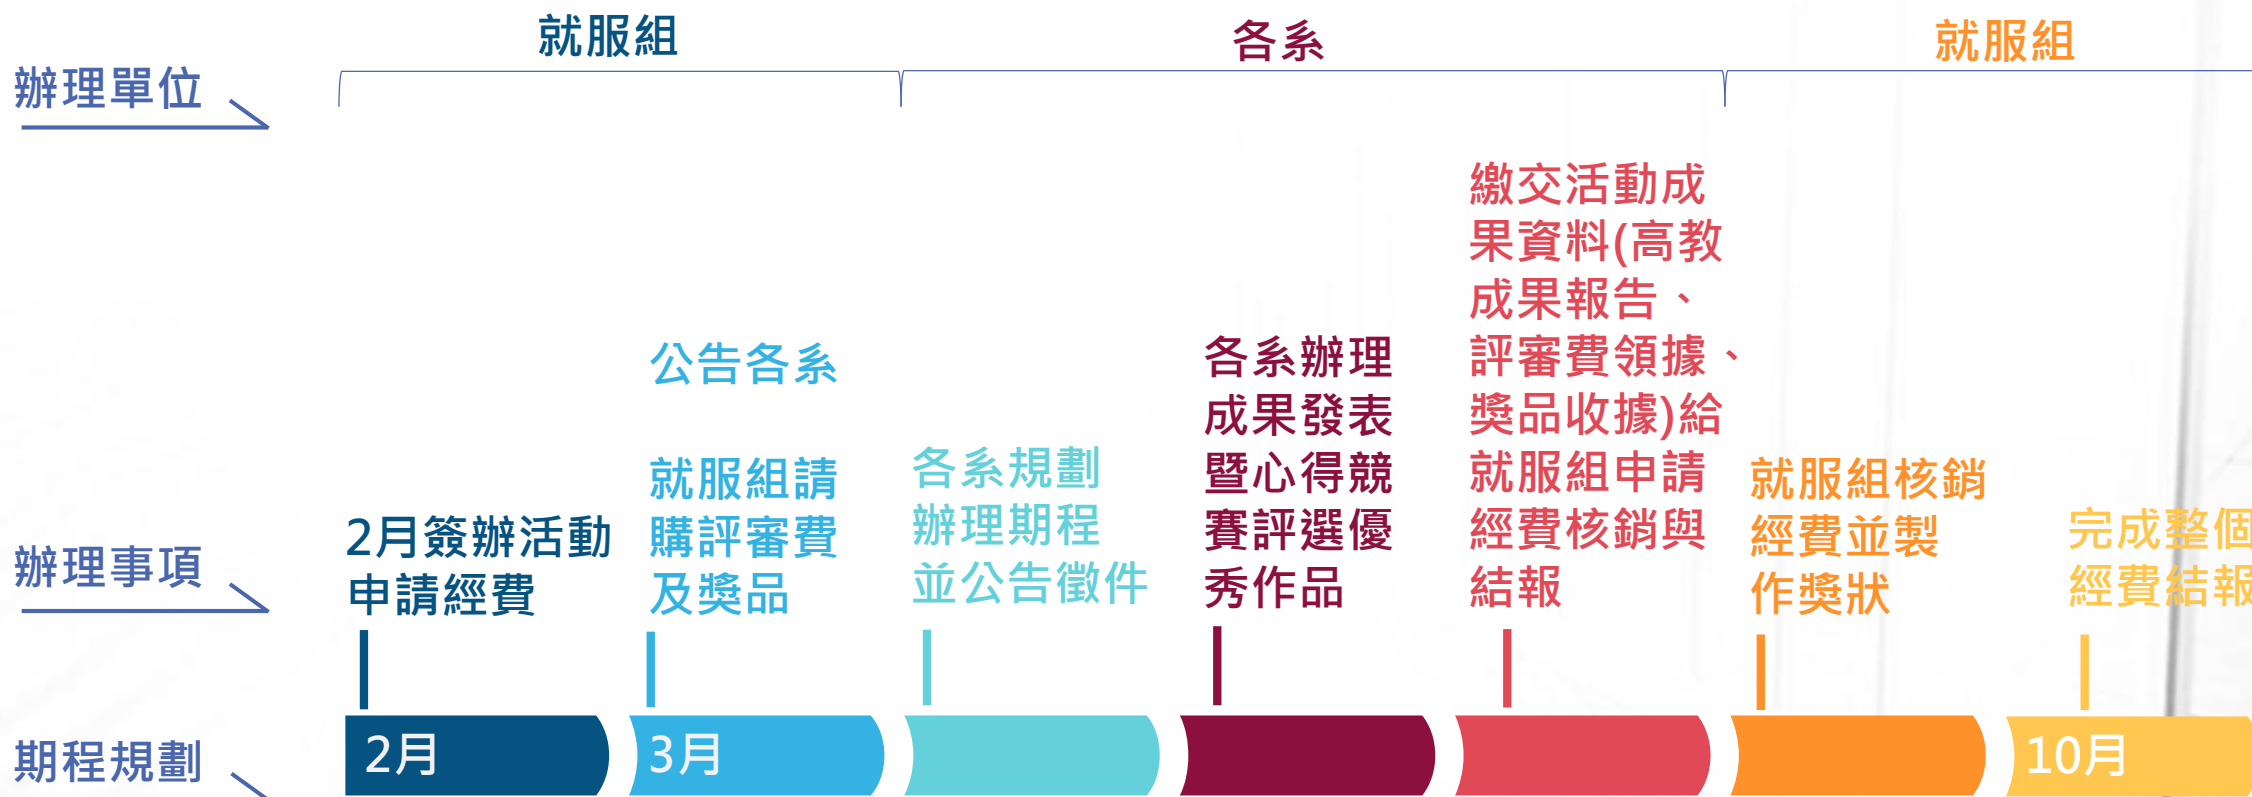 就服組
各系
就服組
辦理單位
辦理事項
2月簽辦活動
申請經費
公告各系
就服組請
購評審費
及獎品
各系規劃
辦理期程
並公告徵件
各系辦理
成果發表
暨心得競
賽評選優
秀作品
繳交活動成
果資料(高教
成果報告、
評審費領據、
獎品收據)給
就服組申請
經費核銷與
結報
就服組核銷
經費並製
作獎狀
完成整個
經費結報
期程規劃
2月
3月
10月